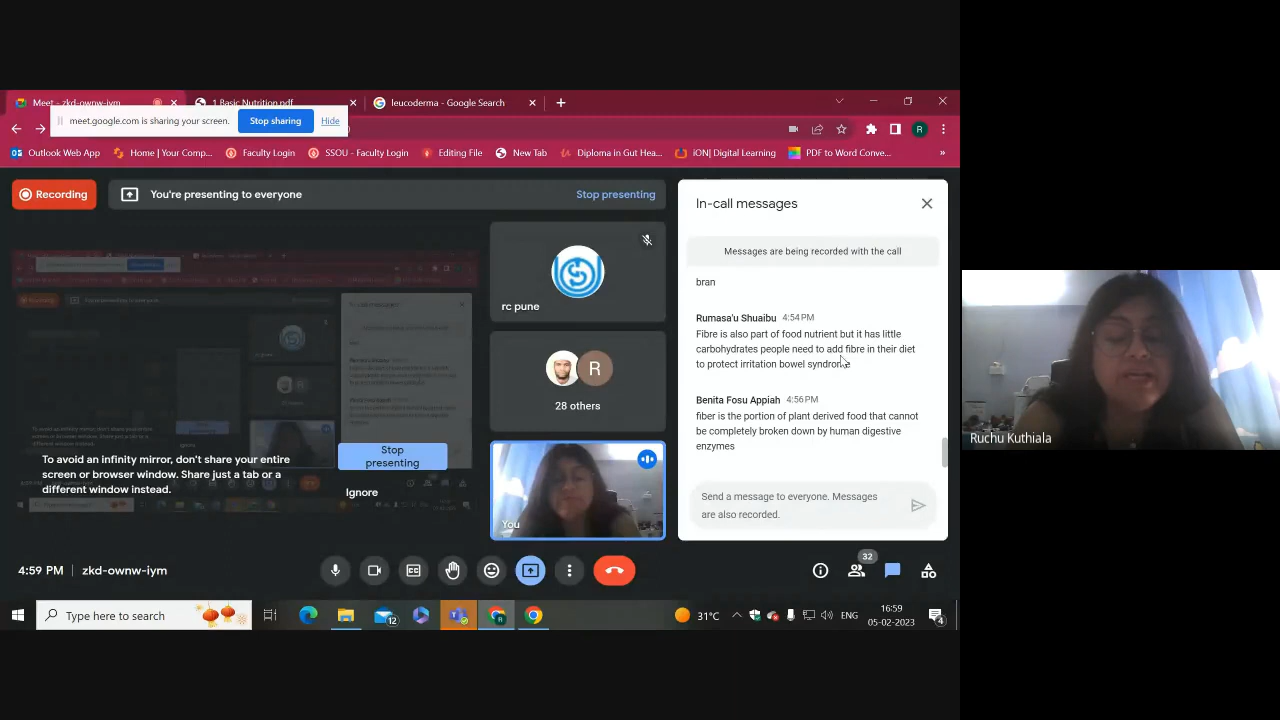 Meet - zkd-ownw-iym
1 Basic Nutrition.pdf
leucoderma - Google Search
meet.google.com is sharing your screen.
Stop sharing
Hide
R
Outlook Web App
Home | Your Comp...
Faculty Login
SSOU - Faculty Login
Editing File
New Tab
Diploma in Gut Hea...
iON| Digital Learning
PDF to Word Conve...
»
Recording
You're presenting to everyone
Stop presenting
rc pune
R
28 others
You
To avoid an infinity mirror, don't share your entire
screen or browser window. Share just a tab or a
different window instead.
Stop
presenting
Ignore
In-call messages
Messages are being recorded with the call
bran
Rumasa'u Shuaibu 4:54 PM
Fibre is also part of food nutrient but it has little
carbohydrates people need to add fibre in their diet
to protect irritation bowel syndrome
Benita Fosu Appiah 4:56 PM
fiber is the portion of plant derived food that cannot
be completely broken down by human digestive
enzymes
Send a message to everyone. Messages
are also recorded.
Ruchu Kuthiala
4:59 PM zkd-ownw-iym
32
Type here to search
12
31°C
ENG
16:59
05-02-2023
4